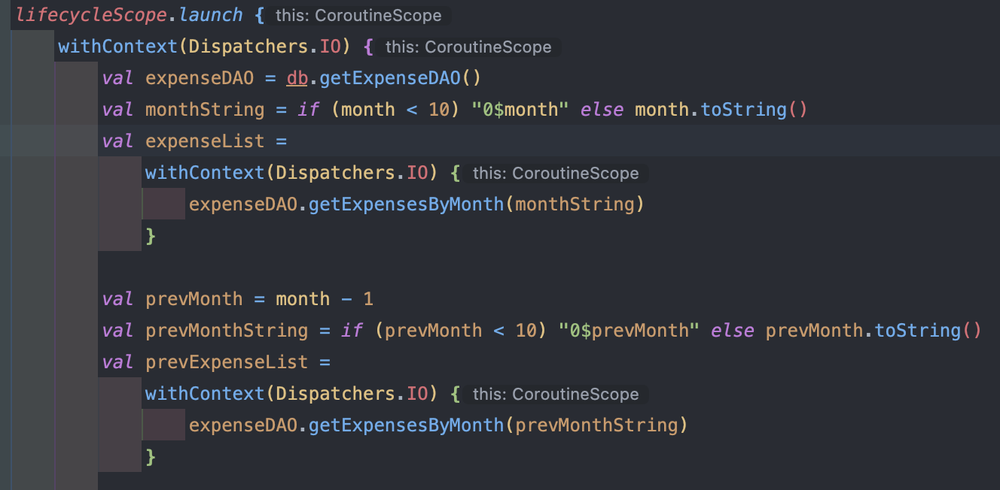 lifecycleScope.launch { this: CoroutineScope
withContext(Dispatchers.IO) { this: CoroutineScope
val expenseDAO = db.getExpenseDAO()
val monthString = if (month < 10) "0$month" else month.toString()
val expenseList =
withContext(Dispatchers.IO) { this: CoroutineScope
expenseDAO.getExpensesByMonth(monthString)
}
val prevMonth = month - 1
val prevMonthString = if (prevMonth < 10) "0$prevMonth" else prevMonth.toString()
val prevExpenseList =
withContext(Dispatchers.IO) { this: CoroutineScope
expenseDAO.getExpensesByMonth(prevMonthString)
}